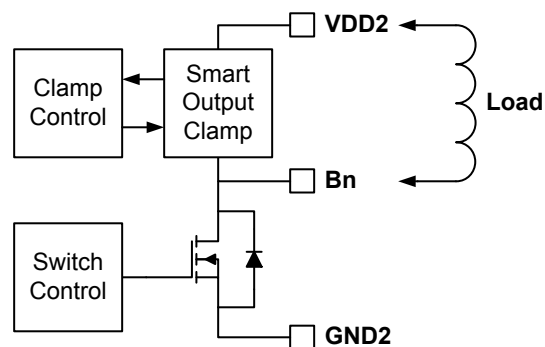 VDD2
Clamp
Control
Smart
Output
Clamp
Load
Bn
Switch
Control
GND2